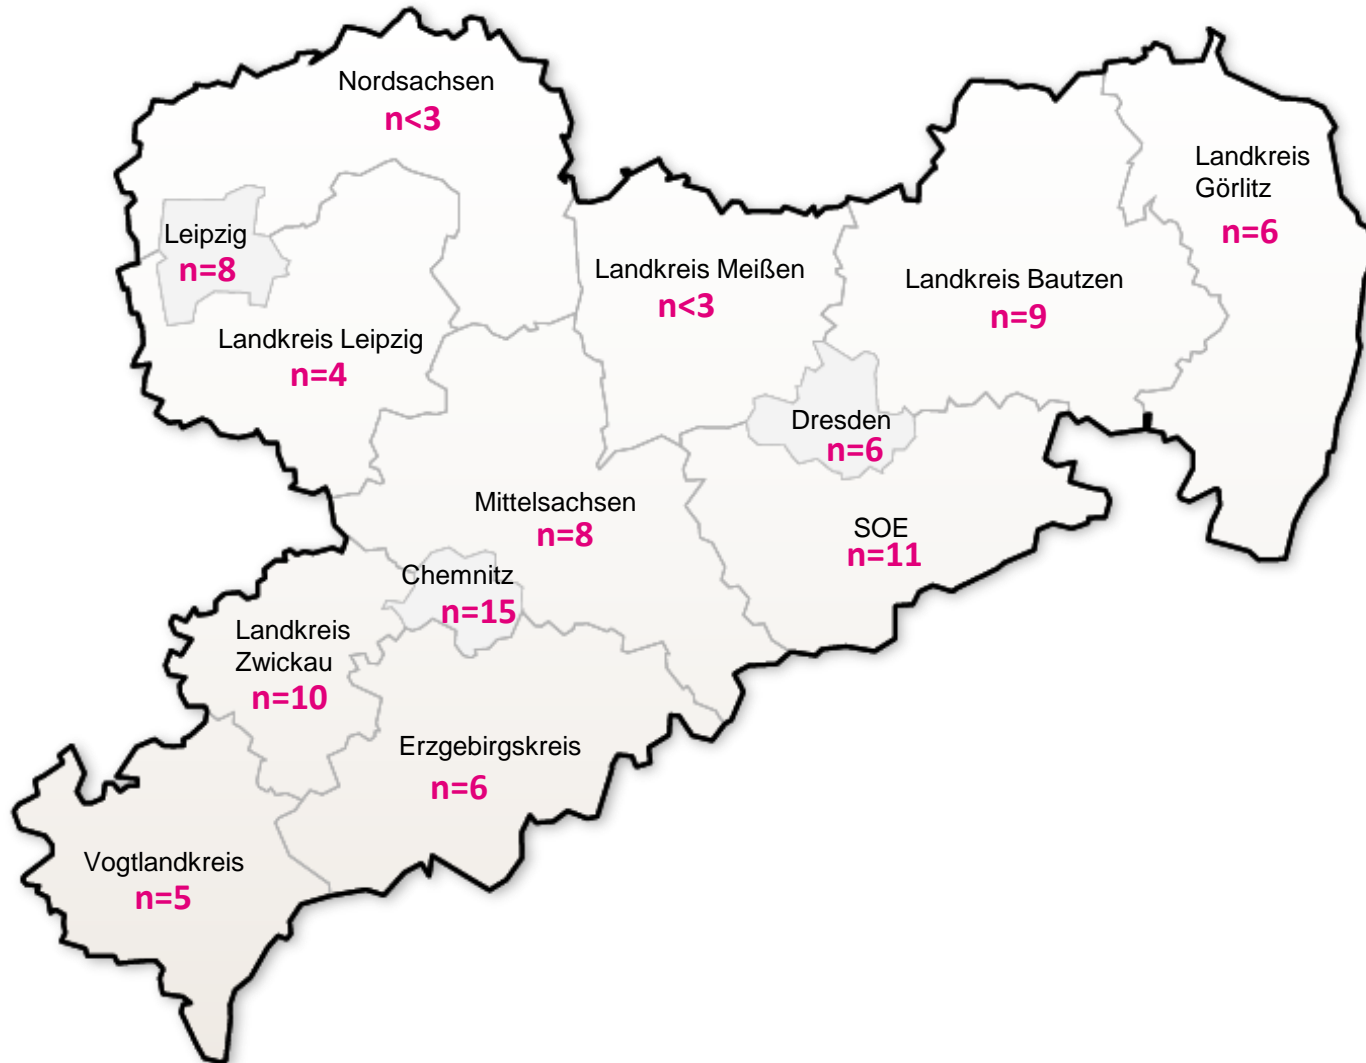 Nordsachsen
n<3
Landkreis
Görlitz
n=6
Leipzig
n=8
Landkreis Meißen
n<3
Landkreis Bautzen
n=9
Landkreis Leipzig
n=4
Dresden
n=6
Mittelsachsen
n=8
SOE
n=11
Chemnitz
n=15
Landkreis
Zwickau
n=10
Erzgebirgskreis
n=6
Vogtlandkreis
n=5